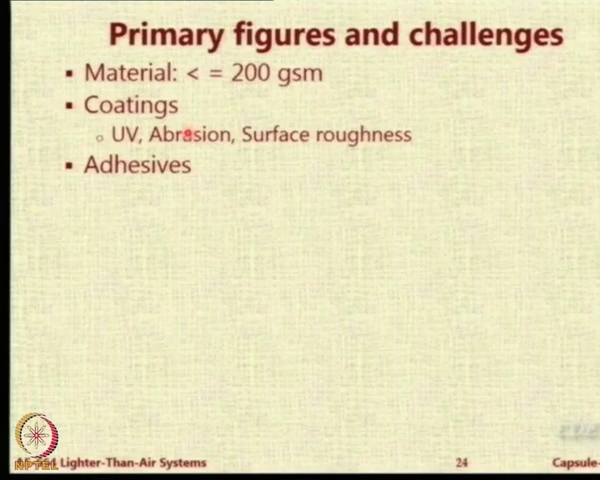 Primary figures and challenges
▪ Material: < = 200 gsm
▪ Coatings
○ UV, Abrasion, Surface roughness
▪ Adhesives
NPTEL
Lighter-Than-Air Systems
24
Capsule-